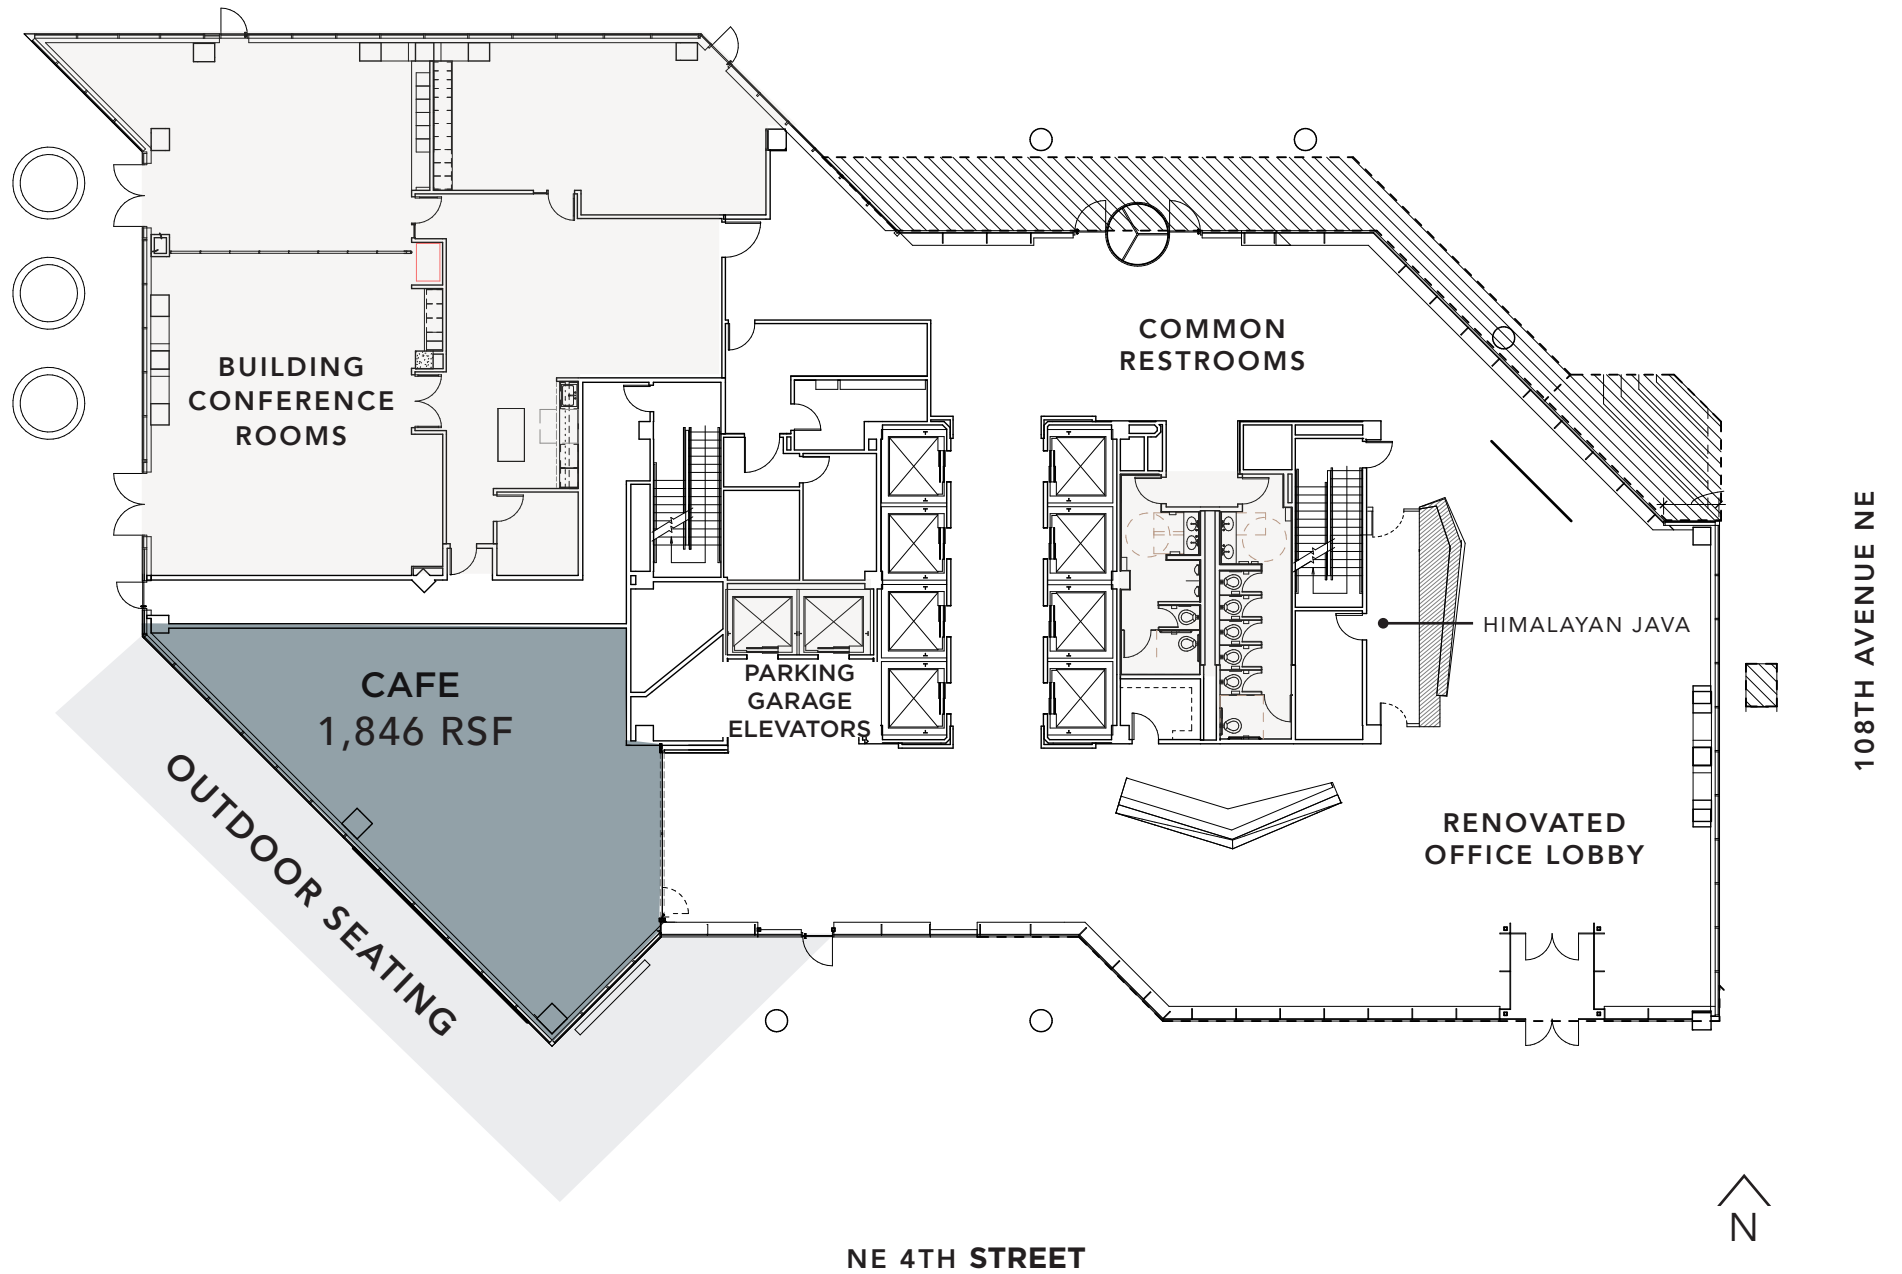 COMMON
RESTROOMS
BUILDING
CONFERENCE
ROOMS
108TH AVENUE NE
HIMALAYAN JAVA
CAFE
1,846 RSF
PARKING
GARAGE
ELEVATORS
OUTDOOR SEATING
RENOVATED
OFFICE LOBBY
N
NE 4TH STREET